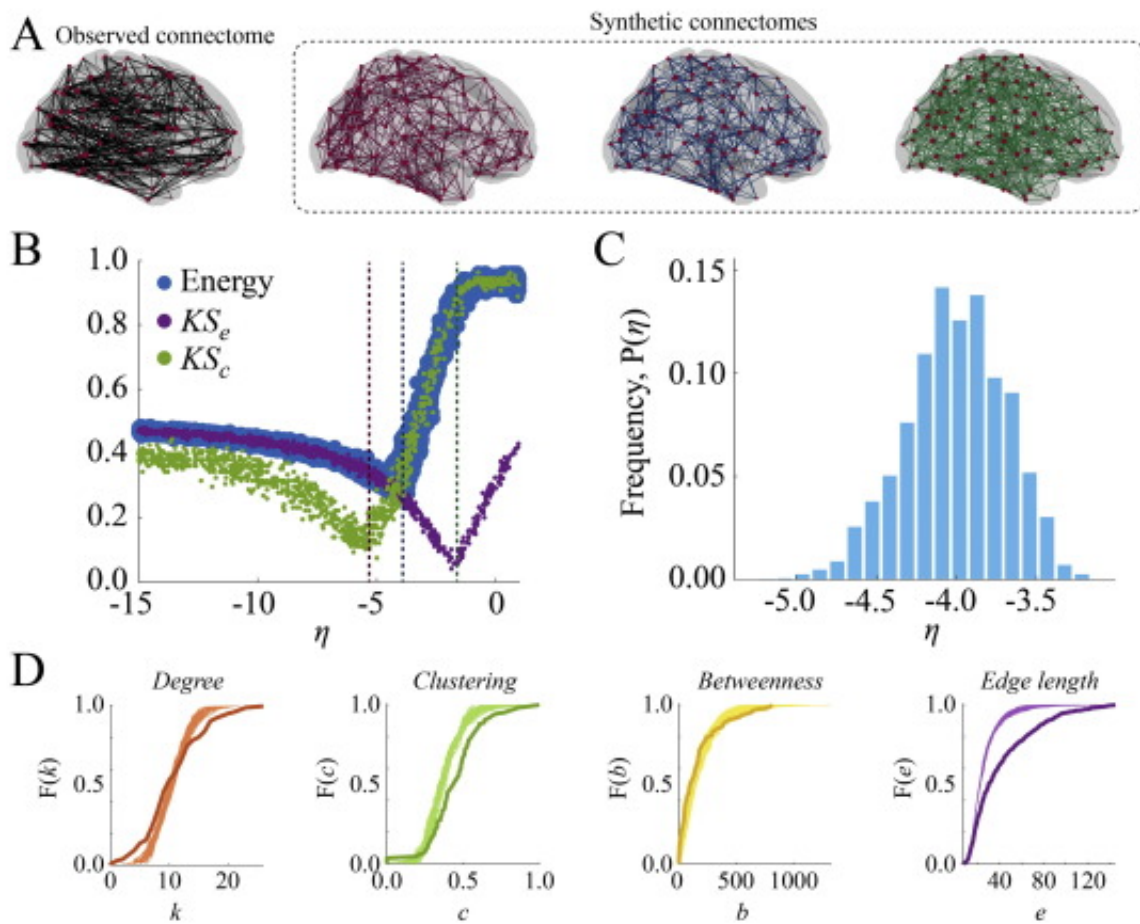 A
Observed connectome
Synthetic connectomes
B
1.0
0.8
0.6
0.4
0.2
0.0
Energy
KSe
KSc
-15
-10
-5
0
η
C
0.15
0.10
0.05
0.00
Frequency, P(η)
-5.0
-4.5
-4.0
-3.5
η
D
Degree
1.0
0.5
0.0
F(k)
0
10
20
k
Clustering
1.0
0.5
0.0
F(c)
0.0
0.5
1.0
c
Betweenness
1.0
0.5
0.0
F(b)
0
500
1000
b
Edge length
1.0
0.5
0.0
F(e)
40
80
120
e